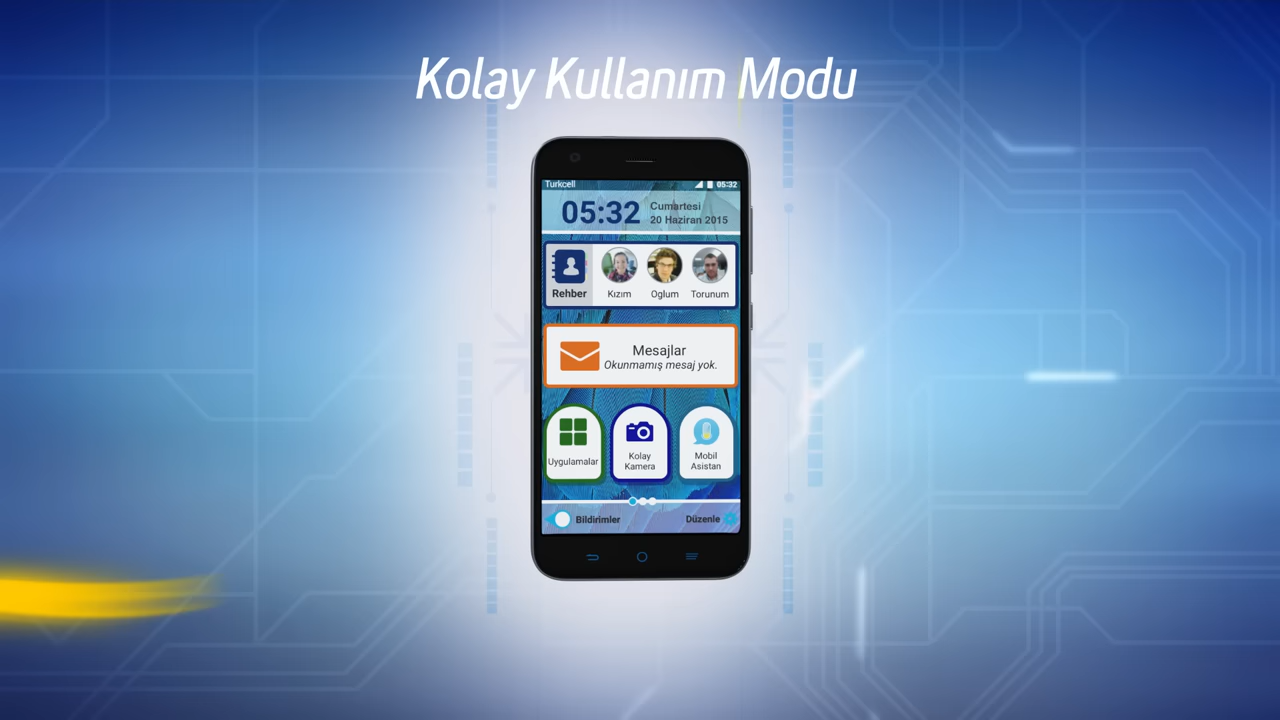 Kolay Kullanım Modu
Turkcell 05:32
05:32
Cumartesi
20 Haziran 2015
Rehber Kızım Oglum Torunum
Mesajlar
Okunmamış mesaj yok.
Uygulamalar
Kolay
Kamera
Mobil
Asistan
Bildirimler Düzenle